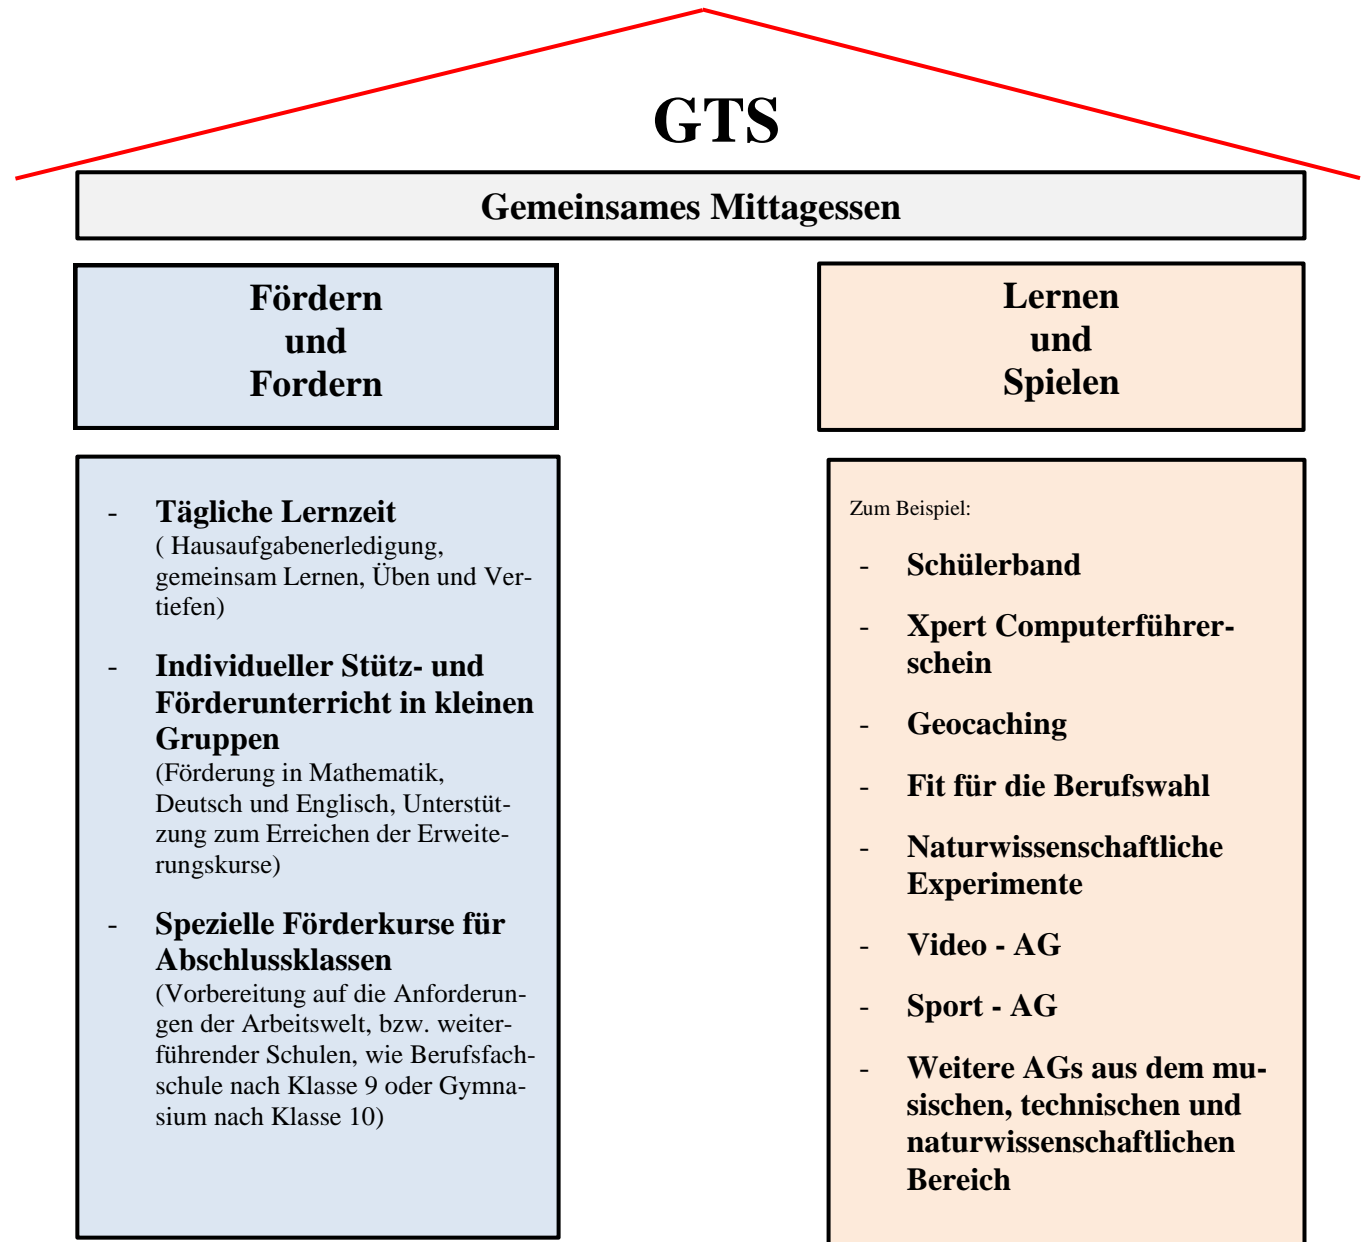 GTS
Gemeinsames Mittagessen
Fördern
und
Fordern
- Tägliche Lernzeit
( Hausaufgabenerledigung,
gemeinsam Lernen, Üben und Ver-
tiefen)
- Individueller Stütz- und
Förderunterricht in kleinen
Gruppen
(Förderung in Mathematik,
Deutsch und Englisch, Unterstüt-
zung zum Erreichen der Erweite-
rungskurse)
- Spezielle Förderkurse für
Abschlussklassen
(Vorbereitung auf die Anforderun-
gen der Arbeitswelt, bzw. weiter-
führender Schulen, wie Berufsfach-
schule nach Klasse 9 oder Gymna-
sium nach Klasse 10)
Lernen
und
Spielen
Zum Beispiel:
- Schülerband
- Xpert Computerführer-
schein
- Geocaching
- Fit für die Berufswahl
- Naturwissenschaftliche
Experimente
- Video - AG
- Sport - AG
- Weitere AGs aus dem mu-
sischen, technischen und
naturwissenschaftlichen
Bereich